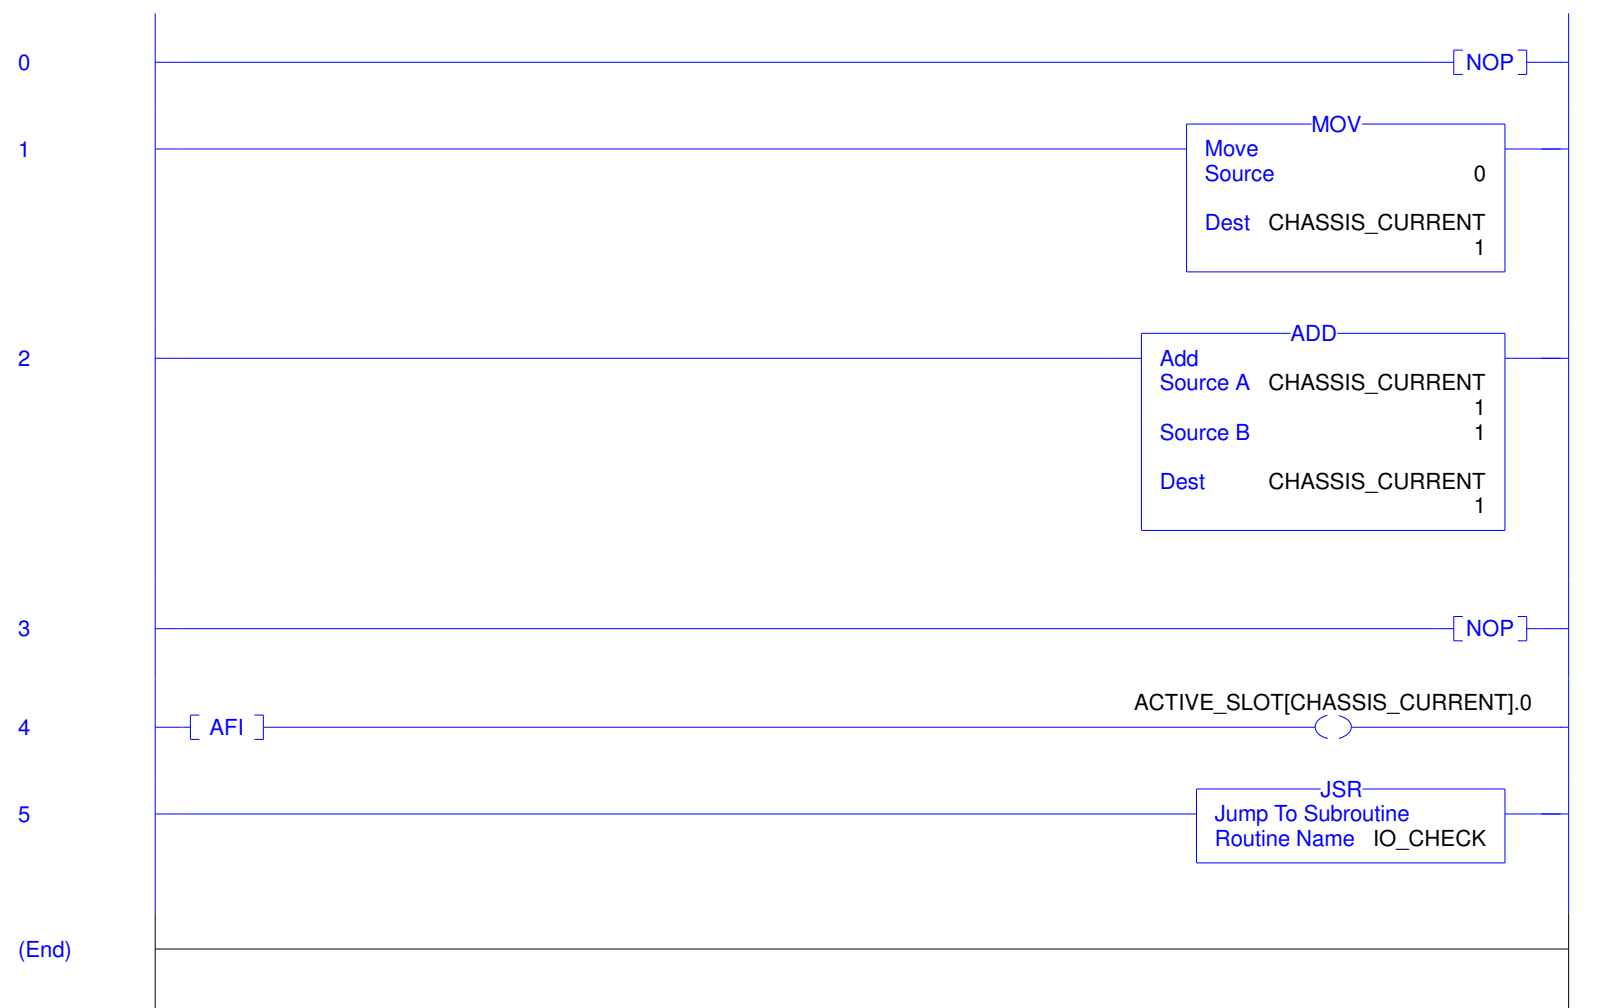 0
NOP
1
MOV
Move
Source 0
Dest CHASSIS_CURRENT
1
2
ADD
Add
Source A CHASSIS_CURRENT
1
Source B 1
Dest CHASSIS_CURRENT
1
3
NOP
ACTIVE_SLOT[CHASSIS_CURRENT].0
4 AFI
JSR
5 Jump To Subroutine
Routine Name IO_CHECK
(End)